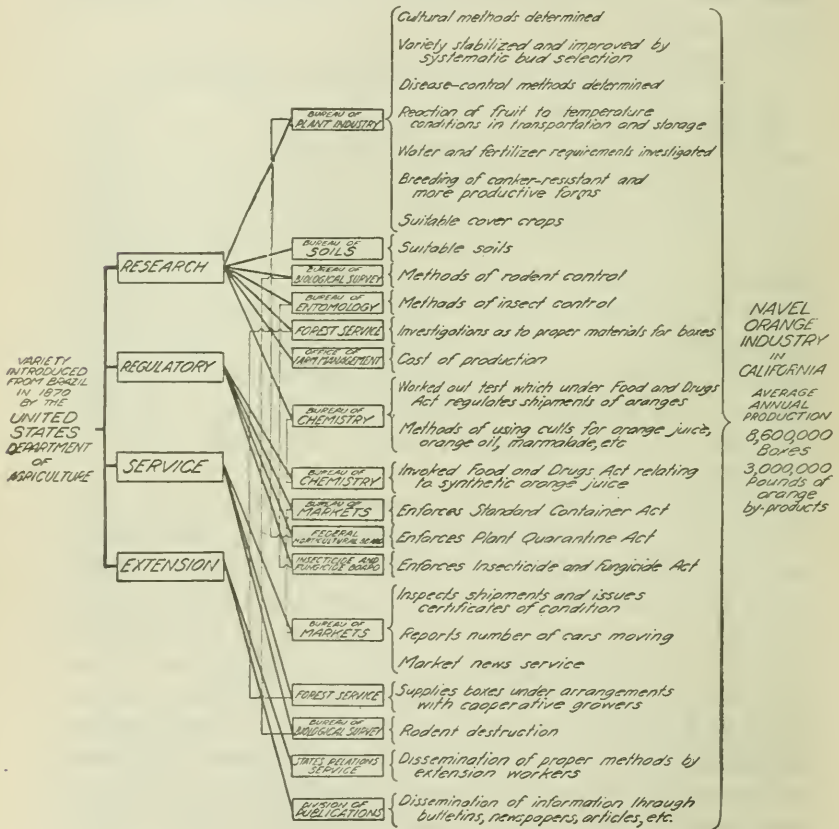 VARIETY
INTRODUCED
FROM BRAZIL
IN 1870
BY THE
UNITED
STATES
DEPARTMENT
OF
AGRICULTURE
RESEARCH
REGULATORY
SERVICE
EXTENSION
BUREAU OF
PLANT INDUSTRY
Cultural methods determined
Variety stabilized and improved by
systematic bud selection
Disease-control methods determined
Reaction of fruit to temperature
conditions in transportation and storage
Water and fertilizer requirements investigated
Breeding of canker-resistant and
more productive forms
Suitable cover crops
BUREAU OF
SOILS
Suitable soils
BUREAU OF
BIOLOGICAL SURVEY
Methods of rodent control
BUREAU OF
ENTOMOLOGY
Methods of insect control
FOREST SERVICE
Investigations as to proper materials for boxes
OFFICE OF
FARM MANAGEMENT
Cost of production
BUREAU OF
CHEMISTRY
Worked out test which under Food and Drugs
Act regulates shipments of oranges
Methods of using culls for orange juice,
orange oil, marmalade, etc
BUREAU OF
CHEMISTRY
Invoked Food and Drugs Act relating
to synthetic orange juice
BUREAU OF
MARKETS
Enforces Standard Container Act
FEDERAL
HORTICULTURAL BOARD
Enforces Plant Quarantine Act
INSECTICIDE AND
FUNGICIDE BOARD
Enforces Insecticide and Fungicide Act
BUREAU OF
MARKETS
Inspects shipments and issues
certificates of condition
Reports number of cars moving
Market news service
FOREST SERVICE
Supplies boxes under arrangements
with cooperative growers
BUREAU OF
BIOLOGICAL SURVEY
Rodent destruction
STATES RELATIONS
SERVICE
Dissemination of proper methods by
extension workers
DIVISION OF
PUBLICATIONS
Dissemination of information through
bulletins, newspapers, articles, etc.
NAVEL
ORANGE
INDUSTRY
IN
CALIFORNIA
AVERAGE
ANNUAL
PRODUCTION
8,600,000
Boxes
3,000,000
pounds of
orange
by-products